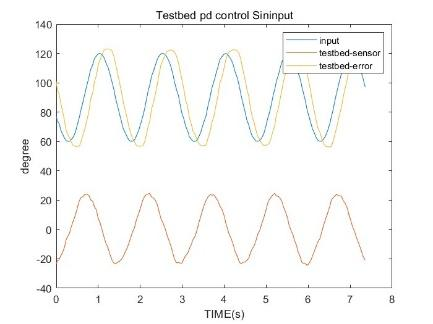 Testbed pd control Sininput
140
120
100
80
60
40
20
0
-20
-40
degree
input
testbed-sensor
testbed-error
0 1 2 3 4 5 6 7 8
TIME(s)